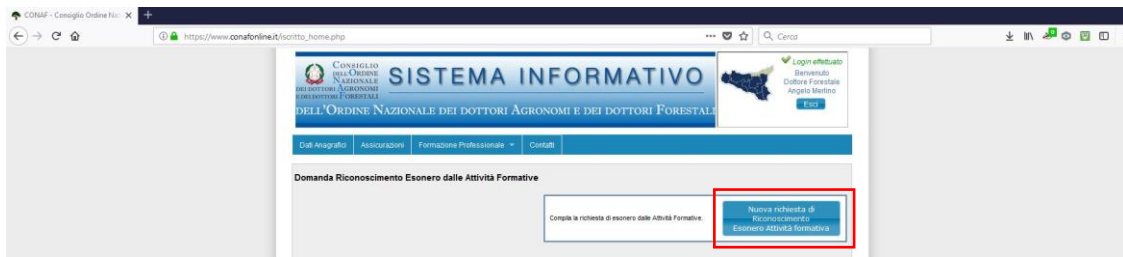 CONAF - Consiglio Ordine Naz
https://www.conafonline.it/iscritto_home.php
Cerca
CONSIGLIO
DELL'ORDINE
NAZIONALE
DEI DOTTORI AGRONOMI
E DEI DOTTORI FORESTALI
SISTEMA INFORMATIVO
DELL'ORDINE NAZIONALE DEI DOTTORI AGRONOMI E DEI DOTTORI FORESTALI
Login effettuato
Benvenuto
Dottore Forestale
Angelo Merlino
Esci
Dati Anagrafici Assicurazioni Formazione Professionale Contatti
Domanda Riconoscimento Esonero dalle Attività Formative
Compila la richiesta di esonero dalle Attività Formative.
Nuova richiesta di
Riconoscimento
Esonero Attività formativa